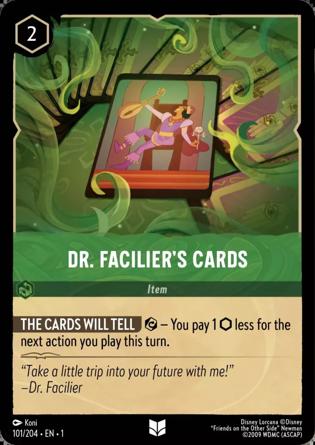 2
DR. FACILIER'S CARDS
Item
THE CARDS WILL TELL – You pay 1 less for the
next action you play this turn.
“Take a little trip into your future with me!”
–Dr. Facilier
Koni
101/204 • EN • 1
Disney Lorcana ©Disney
"Friends on the Other Side" Newman
©2009 WDMC (ASCAP)